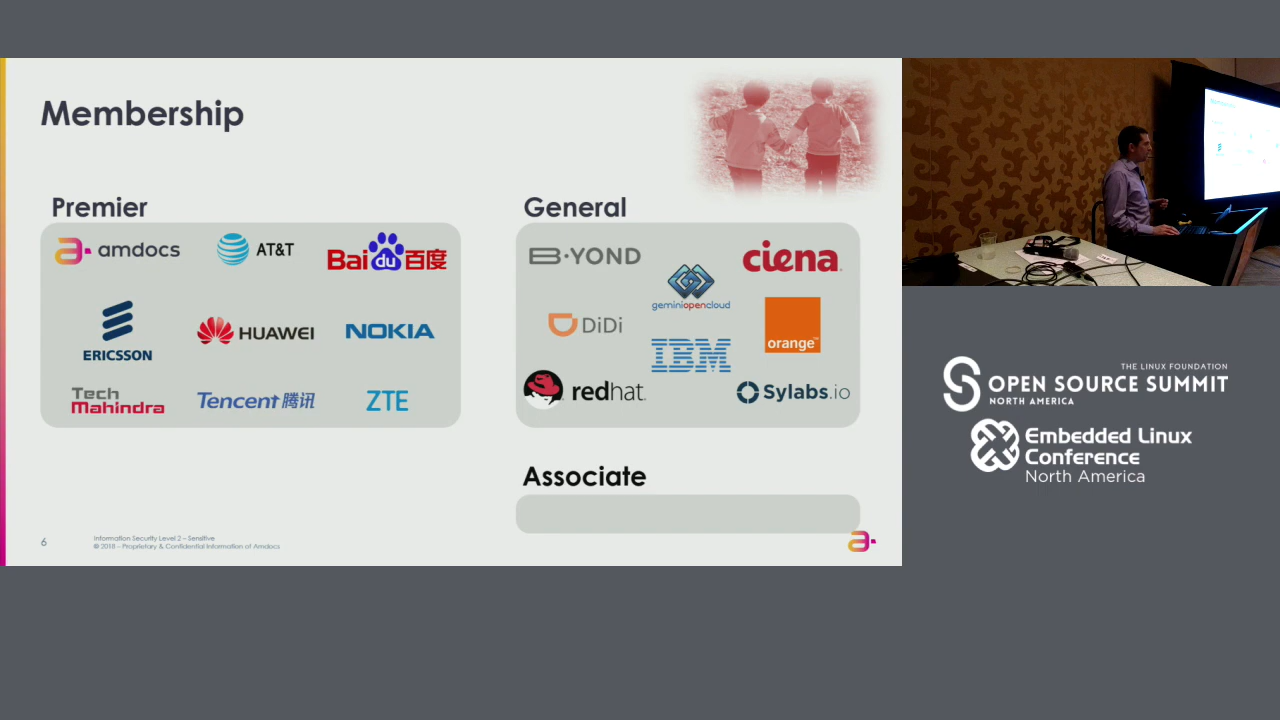 Membership
Premier
amdocs
AT&T
Bai du 百度
ERICSSON
HUAWEI
NOKIA
Tech
Mahindra
Tencent 腾讯
ZTE
General
B·YOND
ciena
geminiopencloud
DiDi
orange™
IBM
redhat.
Sylabs.io
Associate
6
Information Security Level 2 – Sensitive
© 2018 – Proprietary & Confidential Information of Amdocs
THE LINUX FOUNDATION
OPEN SOURCE SUMMIT
NORTH AMERICA
Embedded Linux
Conference
North America